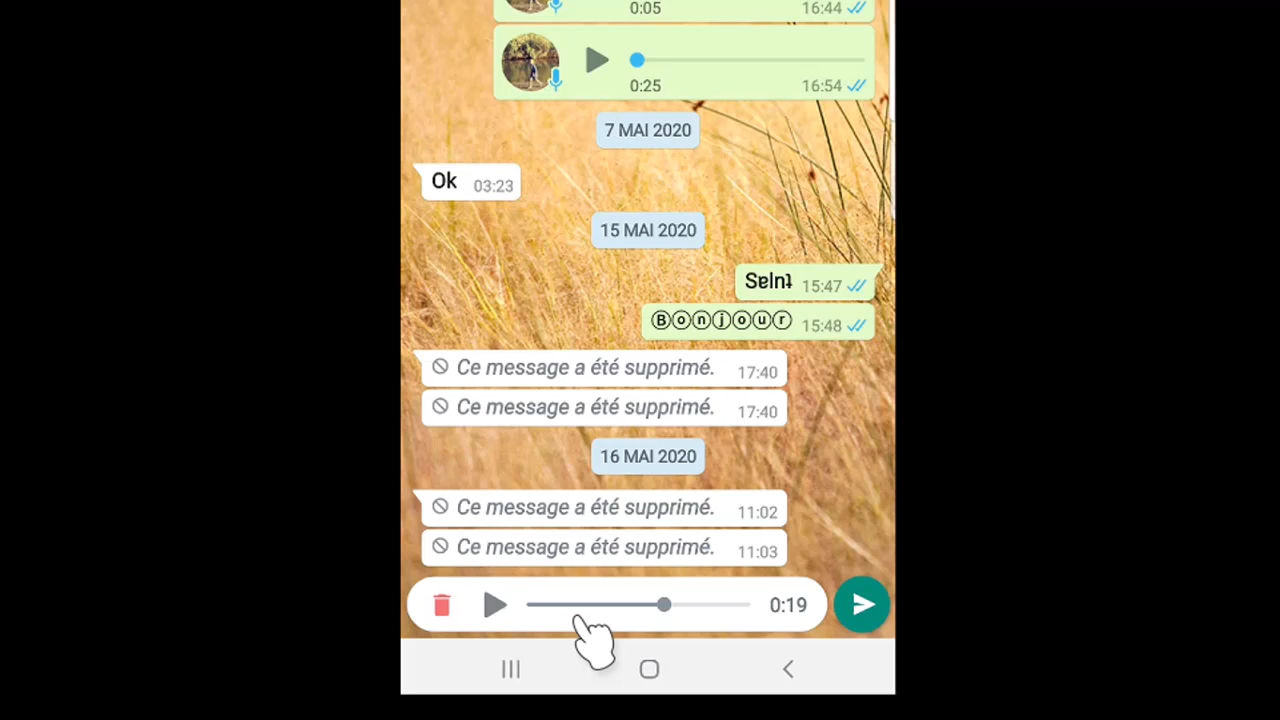 0:05 16:44
0:25 16:54
7 MAI 2020
Ok 03:23
15 MAI 2020
Sɐlnʇ 15:47
Ⓑⓞⓝⓙⓞⓤⓡ 15:48
Ce message a été supprimé. 17:40
Ce message a été supprimé. 17:40
16 MAI 2020
Ce message a été supprimé. 11:02
Ce message a été supprimé. 11:03
0:19